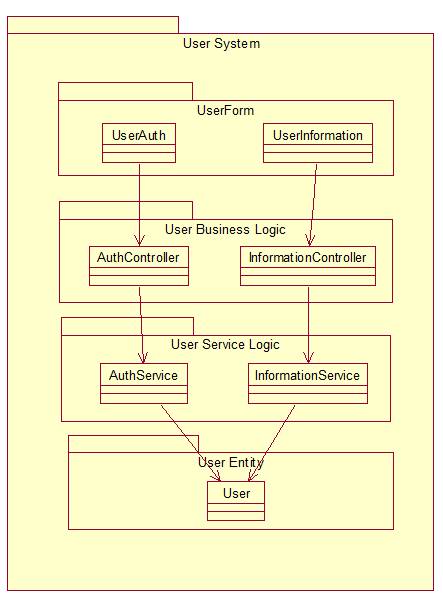 User System
UserForm
UserAuth
UserInformation
User Business Logic
AuthController
InformationController
User Service Logic
AuthService
InformationService
User Entity
User